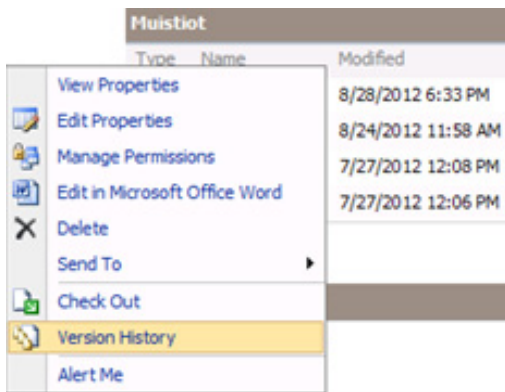 Muistiot
Type Name Modified
View Properties
8/28/2012 6:33 PM
Edit Properties
8/24/2012 11:58 AM
Manage Permissions
7/27/2012 12:08 PM
Edit in Microsoft Office Word
7/27/2012 12:06 PM
Delete
Send To
Check Out
Version History
Alert Me